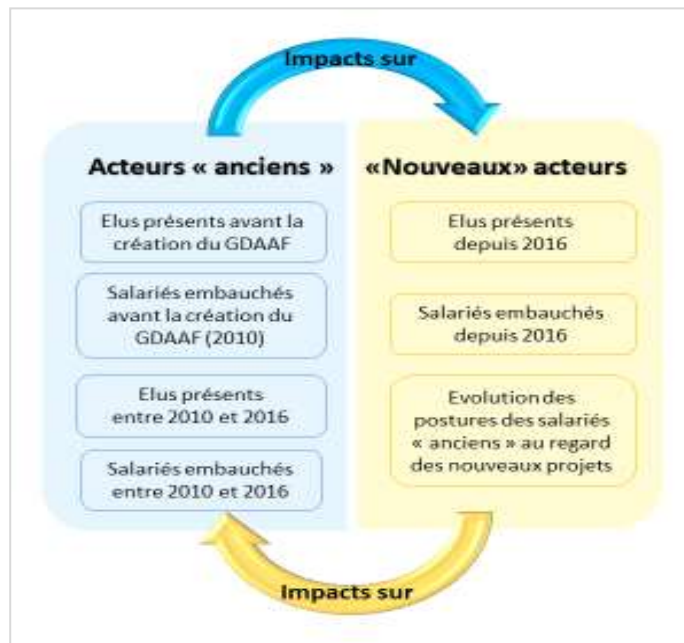 Impacts sur
Acteurs « anciens »
Elus présents avant la
création du GDAAF
Salariés embauchés
avant la création du
GDAAF (2010)
Elus présents
entre 2010 et 2016
Salariés embauchés
entre 2010 et 2016
«Nouveaux» acteurs
Elus présents
depuis 2016
Salariés embauchés
depuis 2016
Evolution des
postures des salariés
« anciens » au regard
des nouveaux projets
Impacts sur